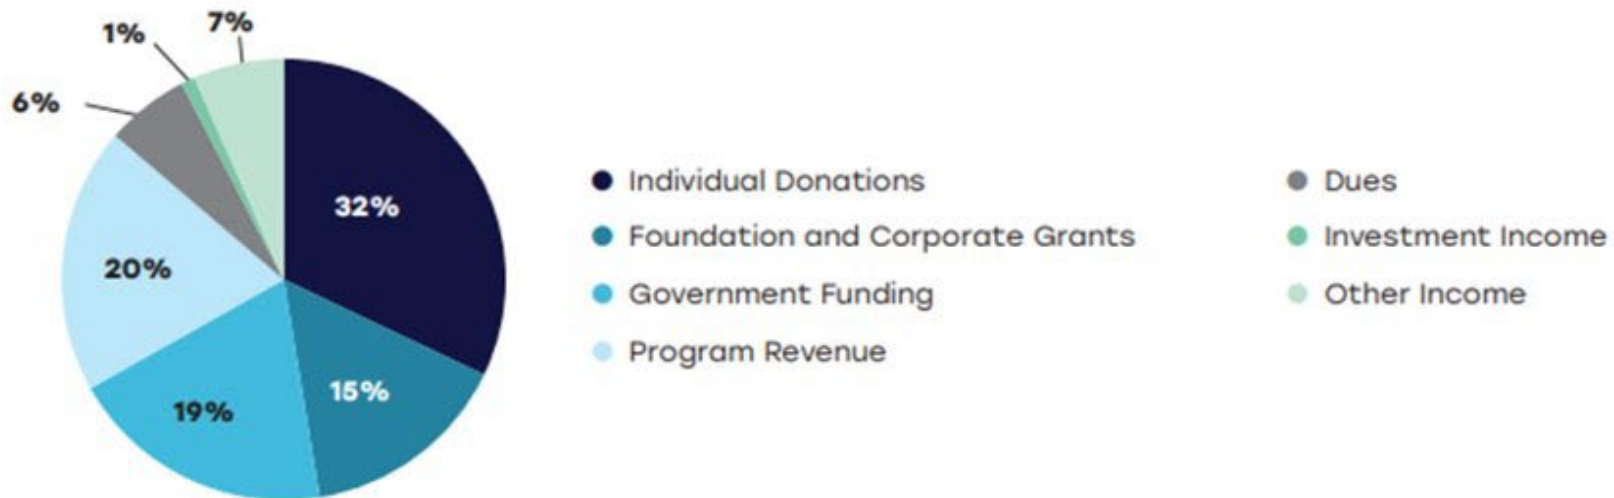 7%
1%
6%
32%
20%
15%
19%
Individual Donations
Foundation and Corporate Grants
Government Funding
Program Revenue
Dues
Investment Income
Other Income